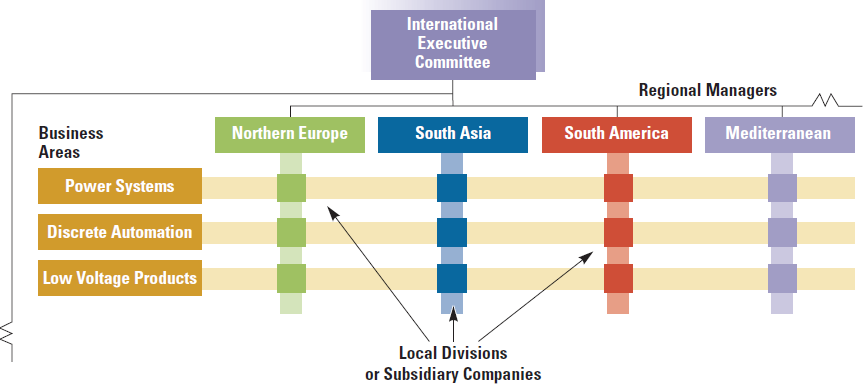 International
Executive
Committee
Regional Managers
Business
Areas
Northern Europe
South Asia
South America
Mediterranean
Power Systems
Discrete Automation
Low Voltage Products
Local Divisions
or Subsidiary Companies